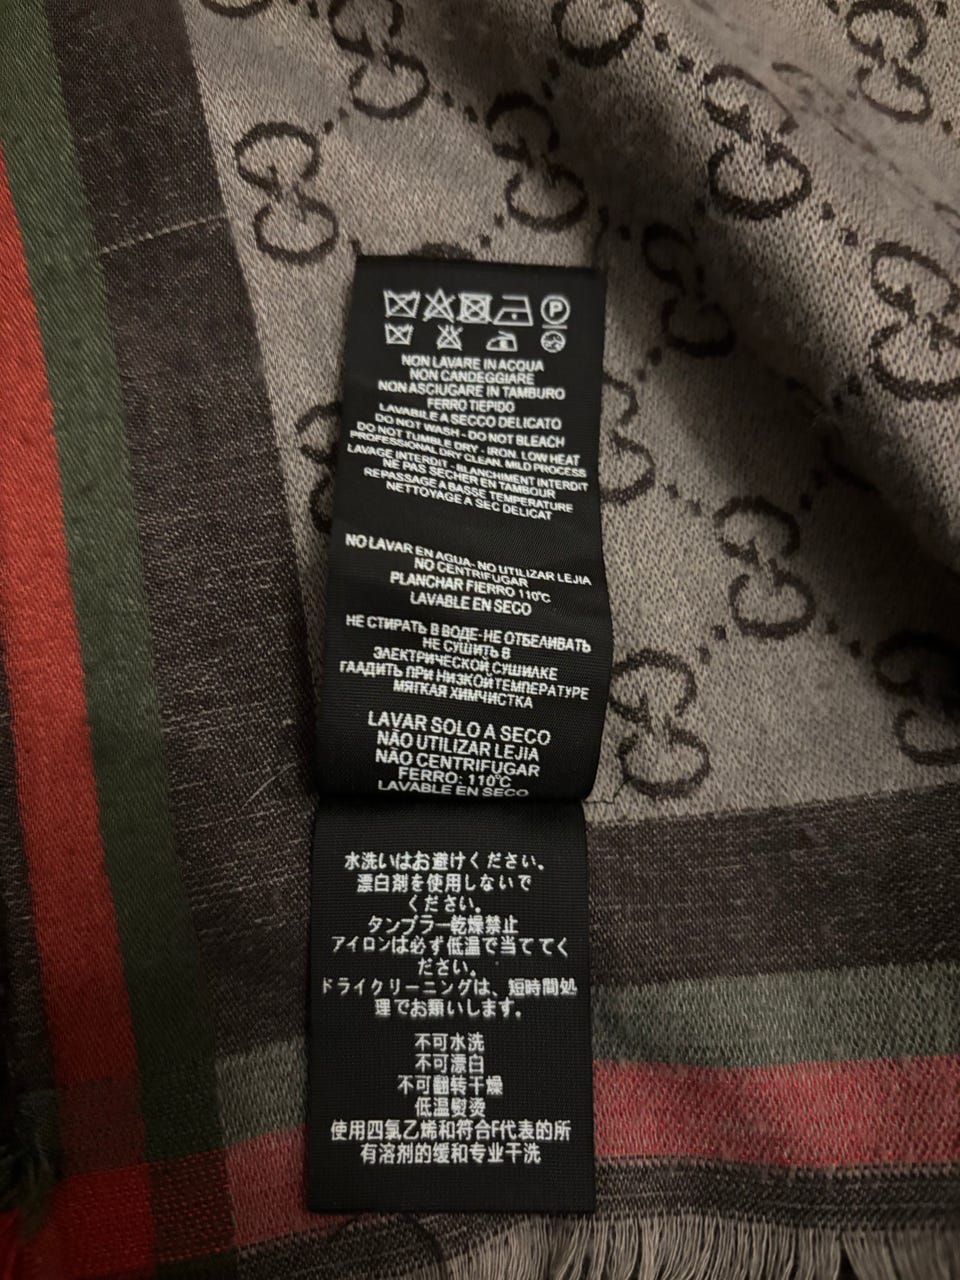 P
NON LAVARE IN ACQUA
NON CANDEGGIARE
NON ASCIUGARE IN TAMBURO
FERRO TIEPIDO
LAVABILE A SECCO DELICATO
DO NOT WASH - DO NOT BLEACH
DO NOT TUMBLE DRY - IRON. LOW HEAT
PROFESSIONAL DRY CLEAN. MILD PROCESS
LAVAGE INTERDIT - BLANCHIMENT INTERDIT
NE PAS SECHER EN TAMBOUR
REPASSAGE A BASSE TEMPERATURE
NETTOYAGE A SEC DELICAT
NO LAVAR EN AGUA- NO UTILIZAR LEJIA
NO CENTRIFUGAR
PLANCHAR FIERRO 110°C
LAVABLE EN SECO
НЕ СТИРАТЬ В ВОДЕ-НЕ ОТБЕЛИВАТЬ
НЕ СУШИТЬ В
ЭЛЕКТРИЧЕСКОЙ СУШИЛКЕ
ГААДИТЬ ПРИ НИЗКОЙ ТЕМПЕРАТУРЕ
МЯГКАЯ ХИМЧИСТКА
LAVAR SOLO A SECO
NÃO UTILIZAR LEJIA
NÃO CENTRIFUGAR
FERRO: 110°C
LAVABLE EN SECO
水洗いはお避けください。
漂白剤を使用しないで
ください。
タンブラー乾燥禁止
アイロンは必ず低温で当ててく
ださい。
ドライクリーニングは、短時間処
理でお願いします。
不可水洗
不可漂白
不可翻转干燥
低温熨烫
使用四氯乙烯和符合F代表的所
有溶剂的缓和专业干洗